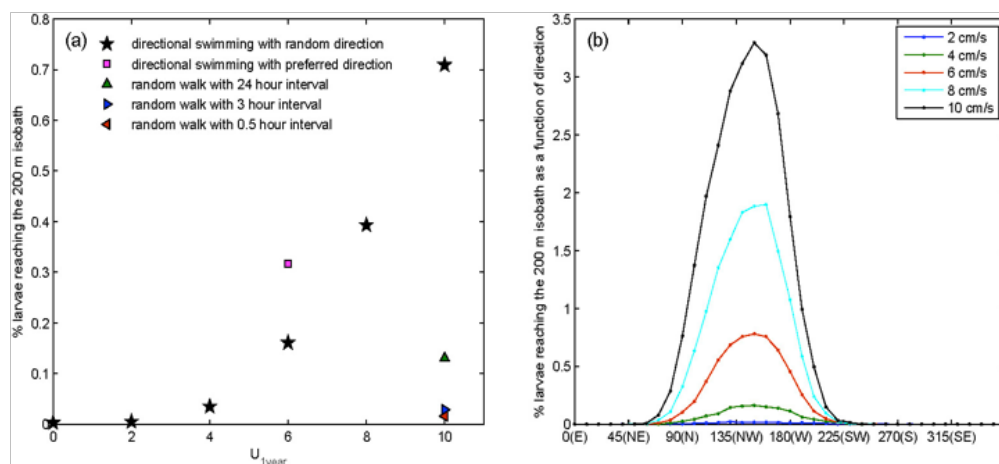 (a)
directional swimming with random direction
directional swimming with preferred direction
random walk with 24 hour interval
random walk with 3 hour interval
random walk with 0.5 hour interval
% larvae reaching the 200 m isobath
0.8
0.7
0.6
0.5
0.4
0.3
0.2
0.1
0
0 2 4 6 8 10
U1year
(b)
2 cm/s
4 cm/s
6 cm/s
8 cm/s
10 cm/s
% larvae reaching the 200 m isobath as a function of direction
3.5
3
2.5
2
1.5
1
0.5
0
0(E) 45(NE) 90(N) 135(NW) 180(W) 225(SW) 270(S) 315(SE)